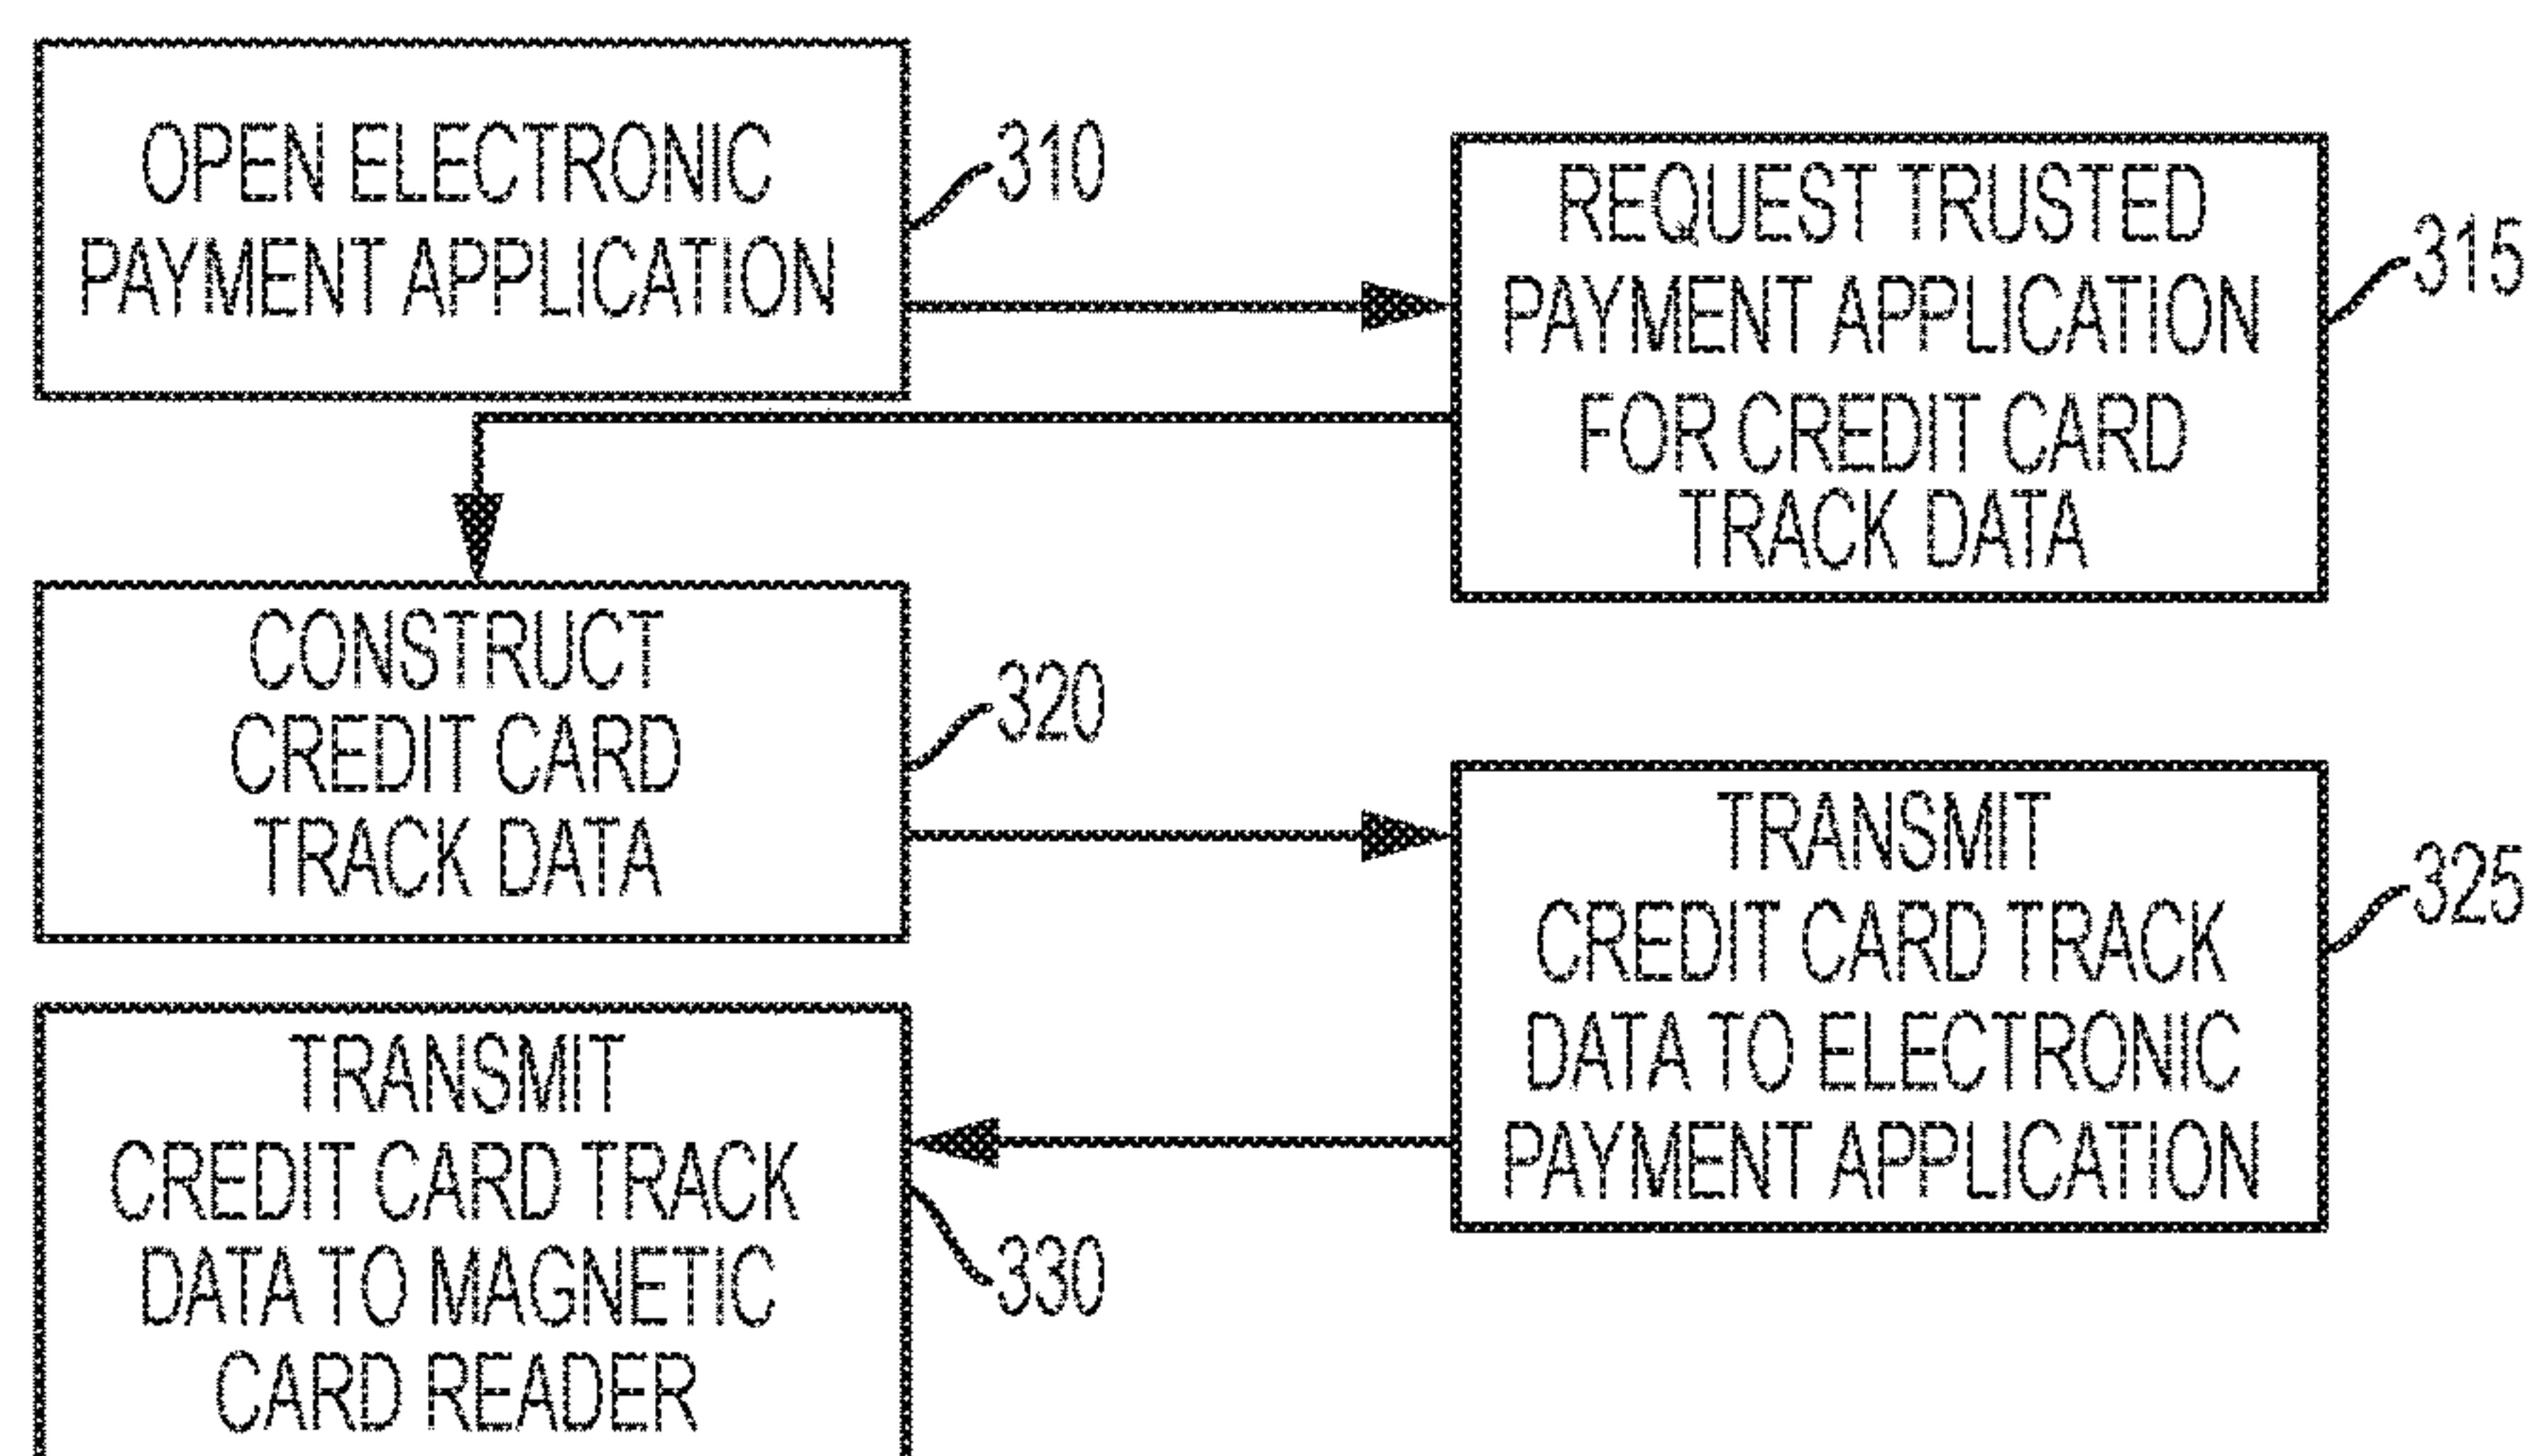 OPEN ELECTRONIC
PAYMENT APPLICATION
310
REQUEST TRUSTED
PAYMENT APPLICATION
FOR CREDIT CARD
TRACK DATA
315
CONSTRUCT
CREDIT CARD
TRACK DATA
320
TRANSMIT
CREDIT CARD TRACK
DATA TO ELECTRONIC
PAYMENT APPLICATION
325
TRANSMIT
CREDIT CARD TRACK
DATA TO MAGNETIC
CARD READER
330